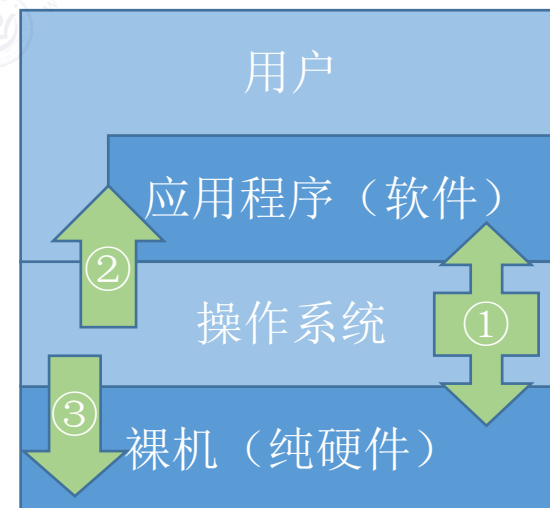 用户
应用程序（软件）
②
操作系统
①
③
裸机（纯硬件）